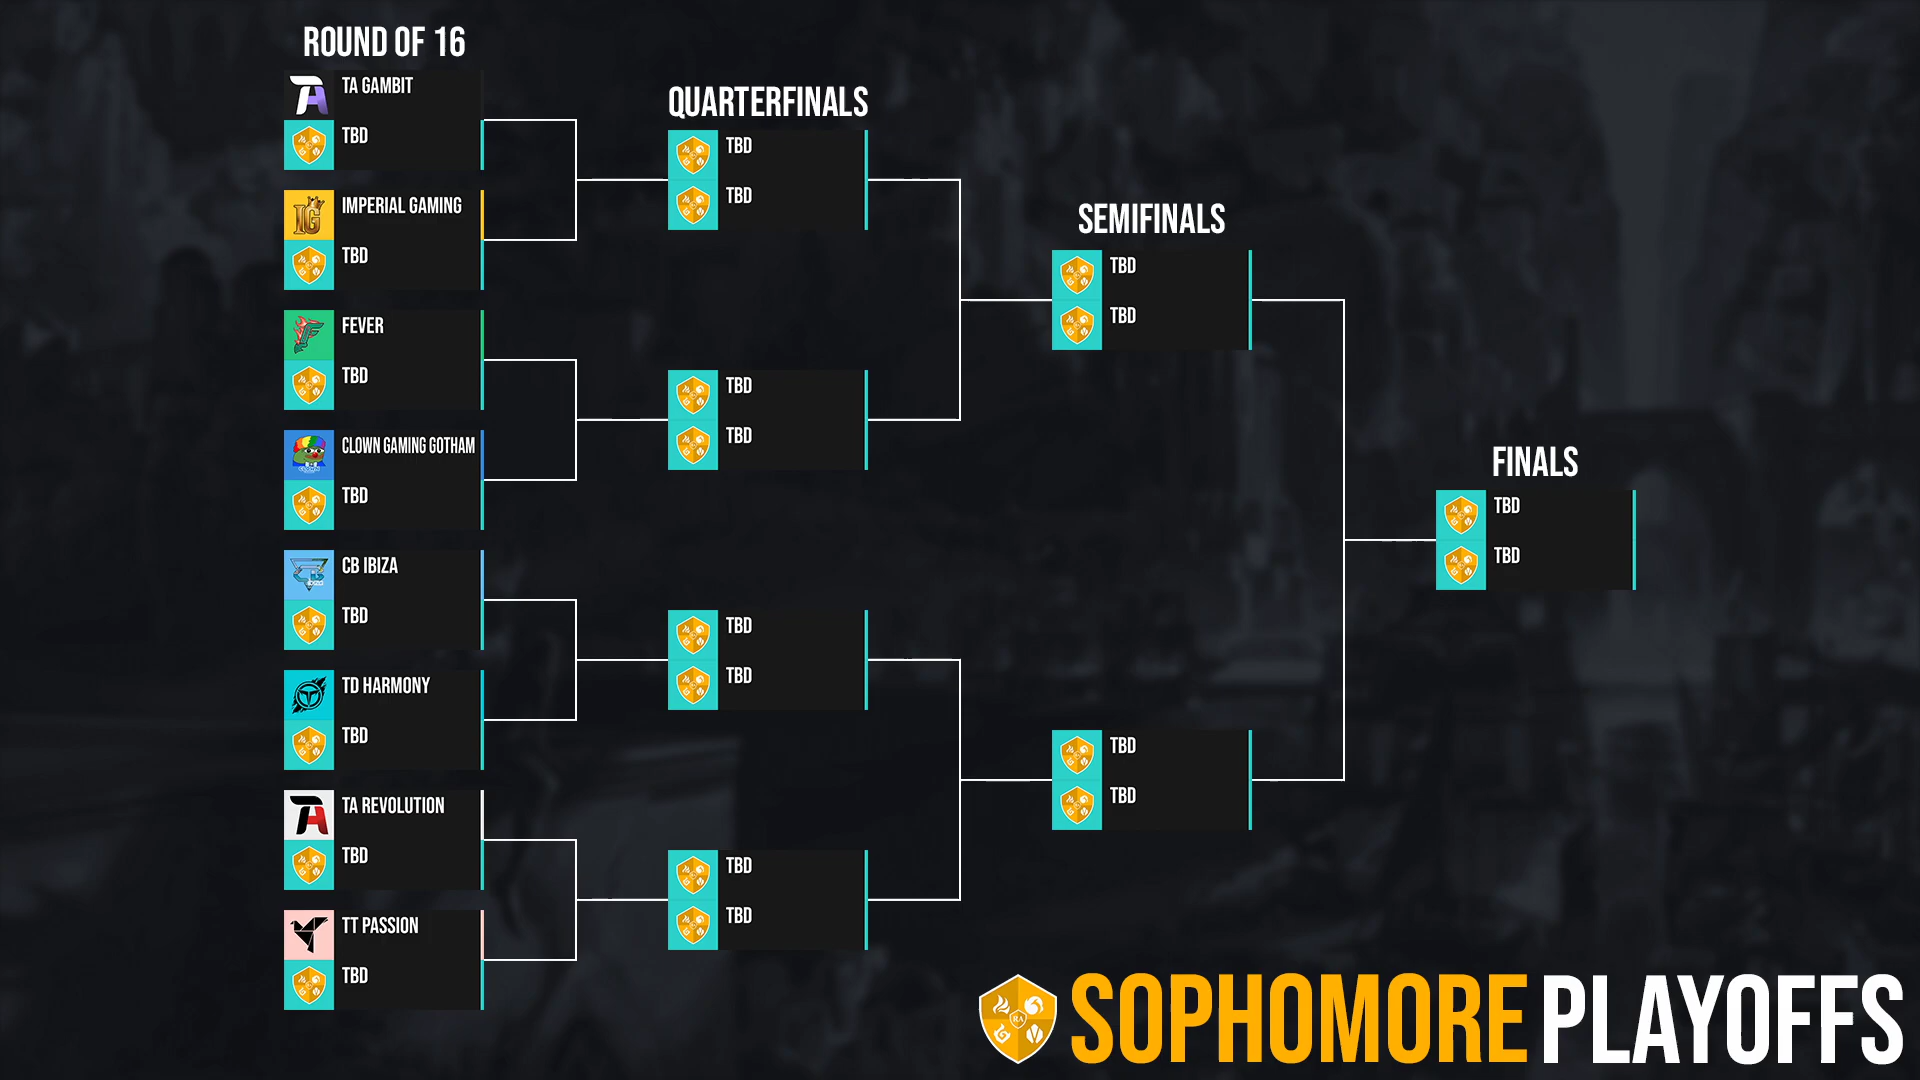 ROUND OF 16
TA GAMBIT
TBD
IMPERIAL GAMING
TBD
FEVER
TBD
CLOWN GAMING GOTHAM
TBD
CB IBIZA
TBD
TD HARMONY
TBD
TA REVOLUTION
TBD
TT PASSION
TBD
QUARTERFINALS
TBD
TBD
TBD
TBD
TBD
TBD
TBD
TBD
SEMIFINALS
TBD
TBD
TBD
TBD
FINALS
TBD
TBD
RA
SOPHOMORE PLAYOFFS